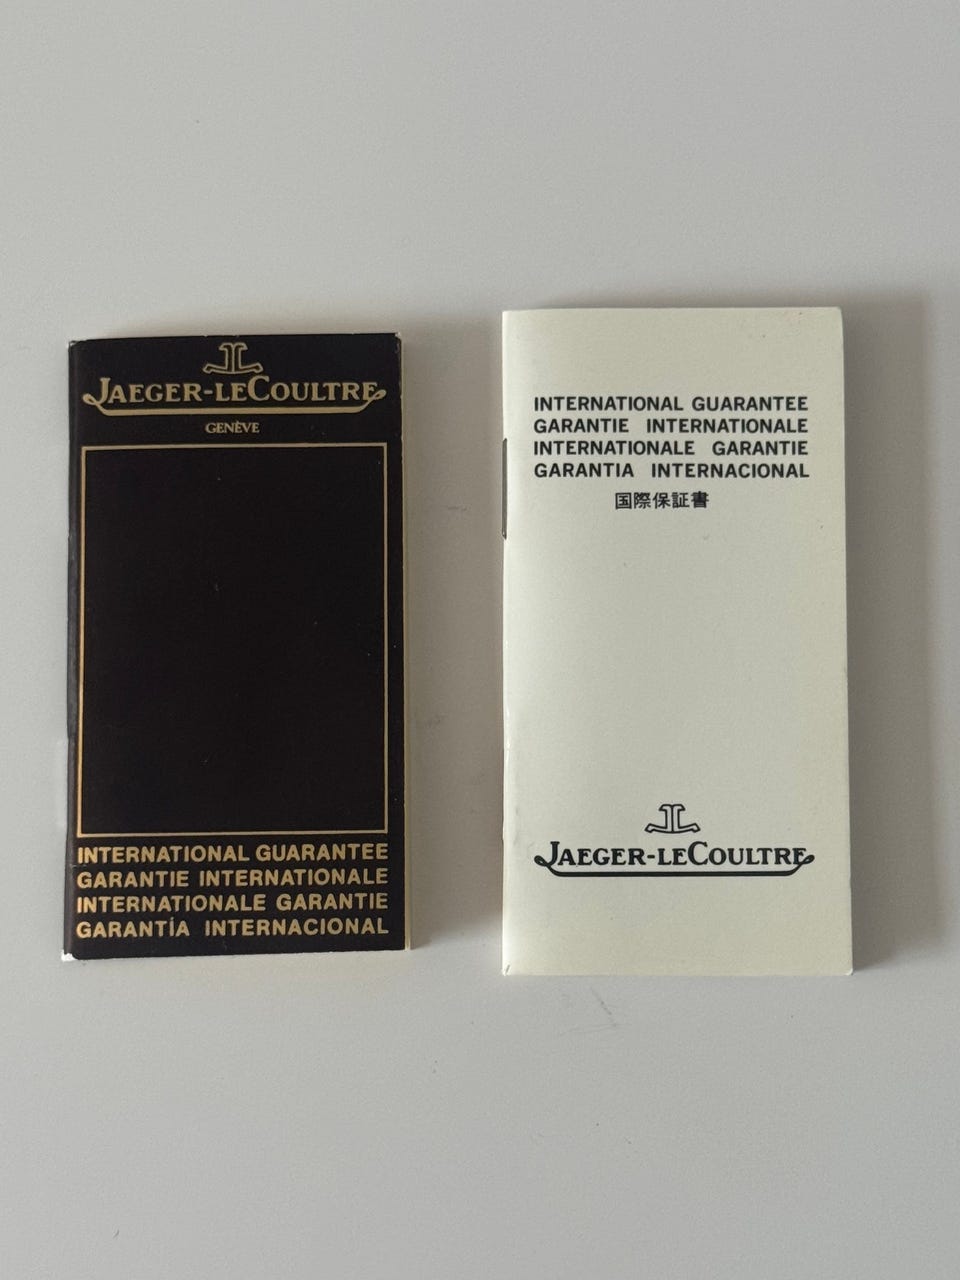 JAEGER-LECOULTRE
GENÈVE
INTERNATIONAL GUARANTEE
GARANTIE INTERNATIONALE
INTERNATIONALE GARANTIE
GARANTÍA INTERNACIONAL
INTERNATIONAL GUARANTEE
GARANTIE INTERNATIONALE
INTERNATIONALE GARANTIE
GARANTIA INTERNACIONAL
国際保証書
JAEGER-LECOULTRE